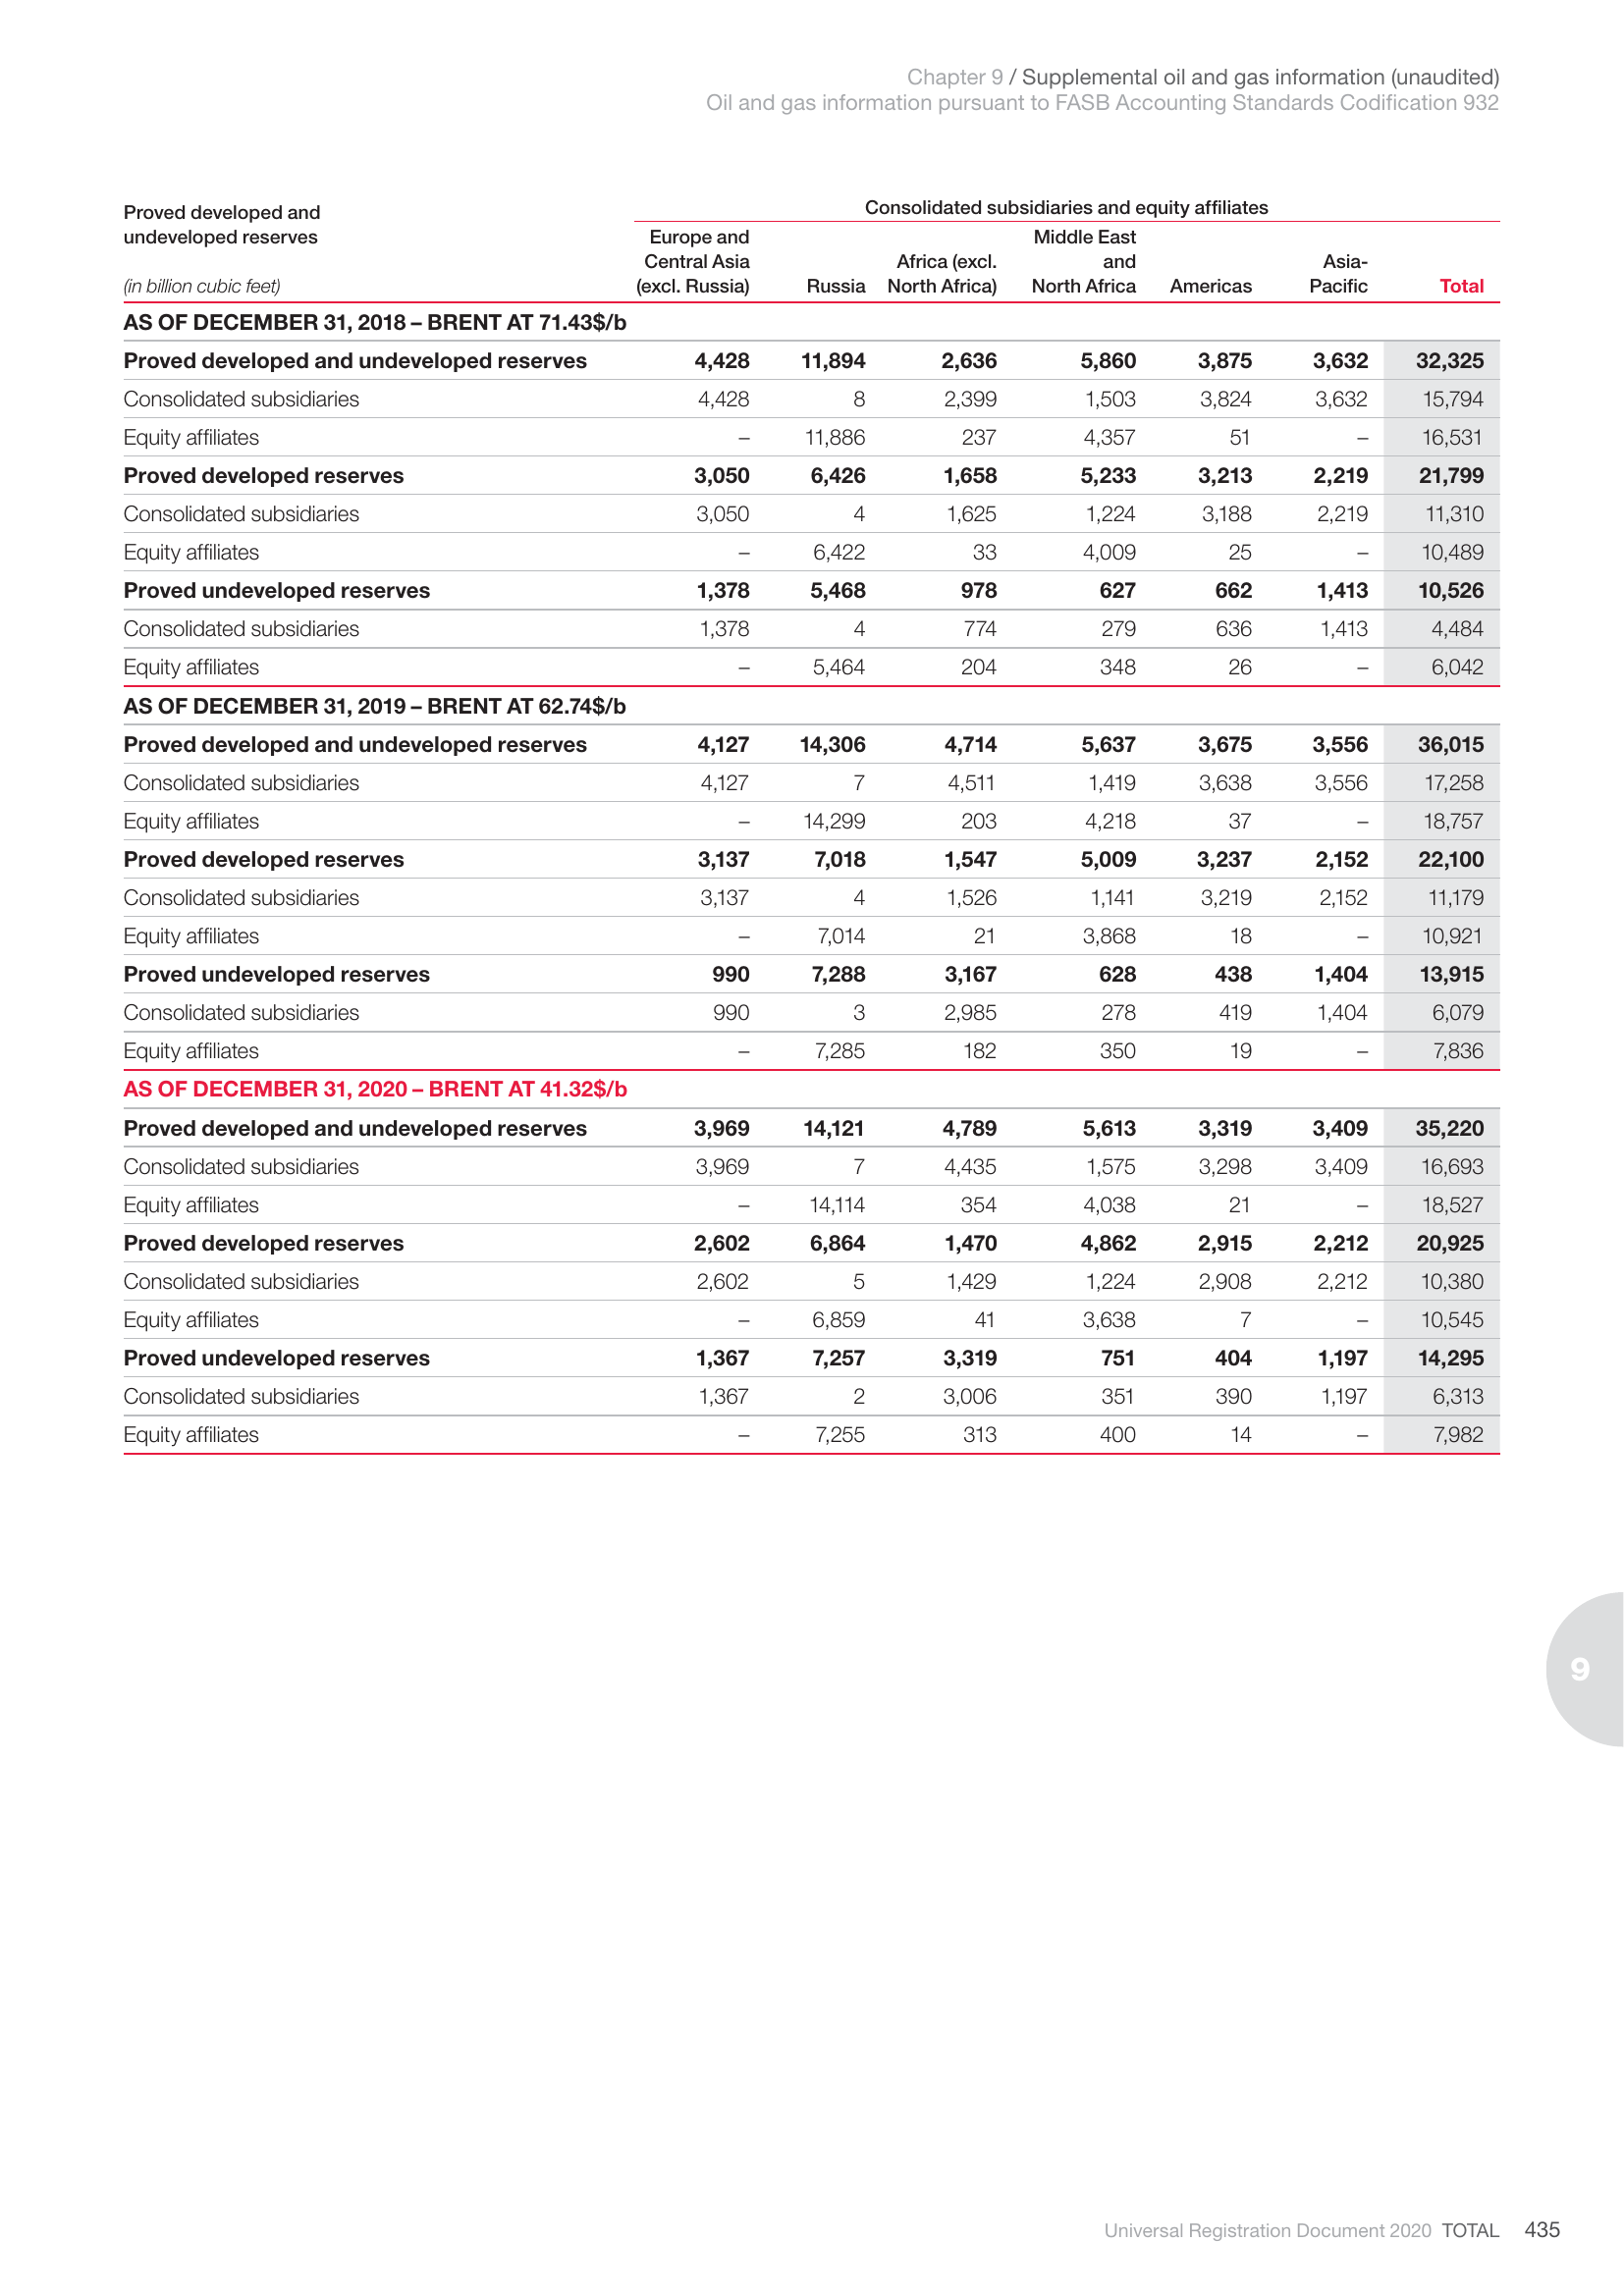 Chapter 9 / Supplemental oil and gas information (unaudited)
Oil and gas information pursuant to FASB Accounting Standards Codification 932
Proved developed and undeveloped reserves
(in billion cubic feet)
Consolidated subsidiaries and equity affiliates
Europe and Central Asia (excl. Russia) Russia Africa (excl. North Africa) Middle East and North Africa Americas Asia-Pacific Total
AS OF DECEMBER 31, 2018 – BRENT AT 71.43$/b
Proved developed and undeveloped reserves 4,428 11,894 2,636 5,860 3,875 3,632 32,325
Consolidated subsidiaries 4,428 8 2,399 1,503 3,824 3,632 15,794
Equity affiliates – 11,886 237 4,357 51 – 16,531
Proved developed reserves 3,050 6,426 1,658 5,233 3,213 2,219 21,799
Consolidated subsidiaries 3,050 4 1,625 1,224 3,188 2,219 11,310
Equity affiliates – 6,422 33 4,009 25 – 10,489
Proved undeveloped reserves 1,378 5,468 978 627 662 1,413 10,526
Consolidated subsidiaries 1,378 4 774 279 636 1,413 4,484
Equity affiliates – 5,464 204 348 26 – 6,042
AS OF DECEMBER 31, 2019 – BRENT AT 62.74$/b
Proved developed and undeveloped reserves 4,127 14,306 4,714 5,637 3,675 3,556 36,015
Consolidated subsidiaries 4,127 7 4,511 1,419 3,638 3,556 17,258
Equity affiliates – 14,299 203 4,218 37 – 18,757
Proved developed reserves 3,137 7,018 1,547 5,009 3,237 2,152 22,100
Consolidated subsidiaries 3,137 4 1,526 1,141 3,219 2,152 11,179
Equity affiliates – 7,014 21 3,868 18 – 10,921
Proved undeveloped reserves 990 7,288 3,167 628 438 1,404 13,915
Consolidated subsidiaries 990 3 2,985 278 419 1,404 6,079
Equity affiliates – 7,285 182 350 19 – 7,836
AS OF DECEMBER 31, 2020 – BRENT AT 41.32$/b
Proved developed and undeveloped reserves 3,969 14,121 4,789 5,613 3,319 3,409 35,220
Consolidated subsidiaries 3,969 7 4,435 1,575 3,298 3,409 16,693
Equity affiliates – 14,114 354 4,038 21 – 18,527
Proved developed reserves 2,602 6,864 1,470 4,862 2,915 2,212 20,925
Consolidated subsidiaries 2,602 5 1,429 1,224 2,908 2,212 10,380
Equity affiliates – 6,859 41 3,638 7 – 10,545
Proved undeveloped reserves 1,367 7,257 3,319 751 404 1,197 14,295
Consolidated subsidiaries 1,367 2 3,006 351 390 1,197 6,313
Equity affiliates – 7,255 313 400 14 – 7,982
9
Universal Registration Document 2020 TOTAL 435